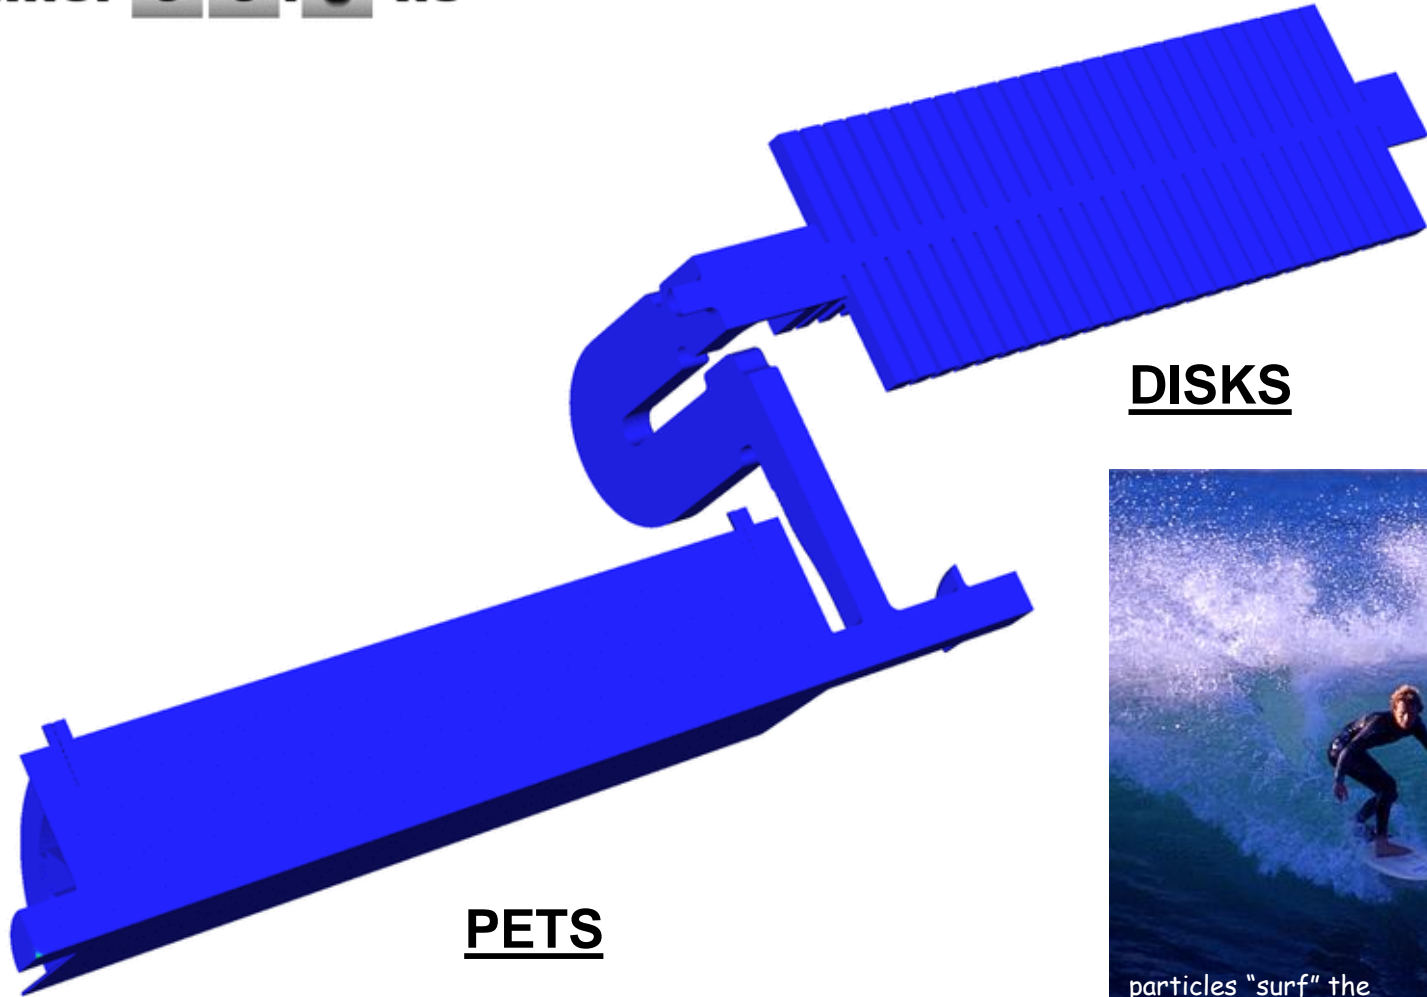 DISKS
PETS
particles “surf” the